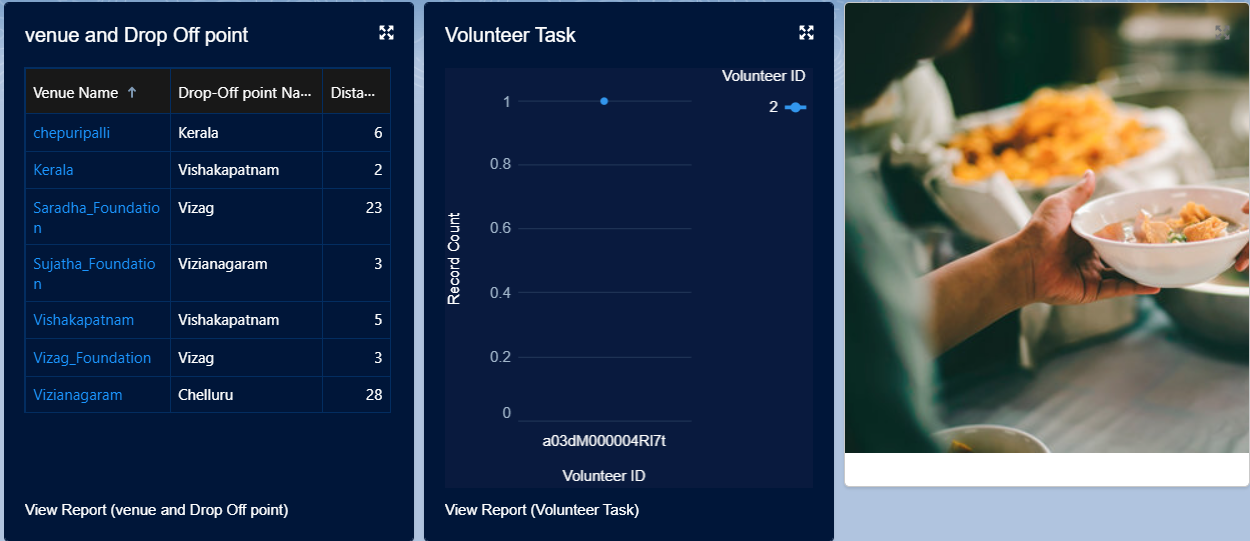 venue and Drop Off point
Venue Name ↑ Drop-Off point Na... Dista...
chepuripalli Kerala 6
Kerala Vishakapatnam 2
Saradha_Foundatio Vizag 23
n
Sujatha_Foundatio Vizianagaram 3
n
Vishakapatnam Vishakapatnam 5
Vizag_Foundation Vizag 3
Vizianagaram Chelluru 28
View Report (venue and Drop Off point)
Volunteer Task
Volunteer ID
2
Record Count
1
0.8
0.6
0.4
0.2
0
a03dM000004RI7t
Volunteer ID
View Report (Volunteer Task)